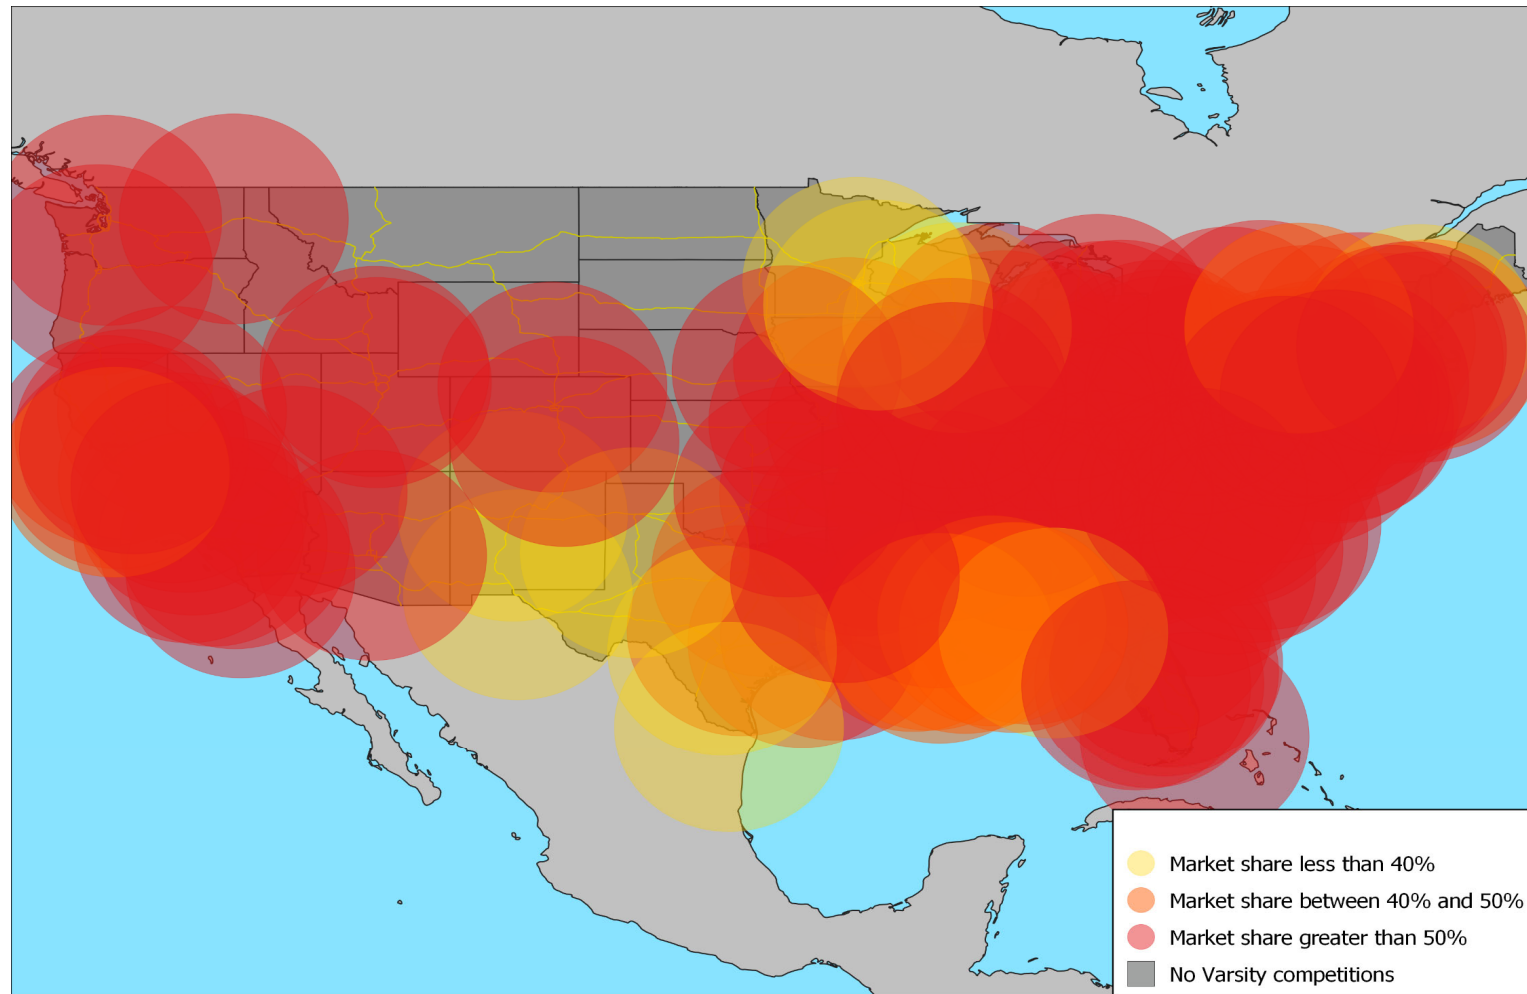 Market share less than 40%
Market share between 40% and 50%
Market share greater than 50%
No Varsity competitions